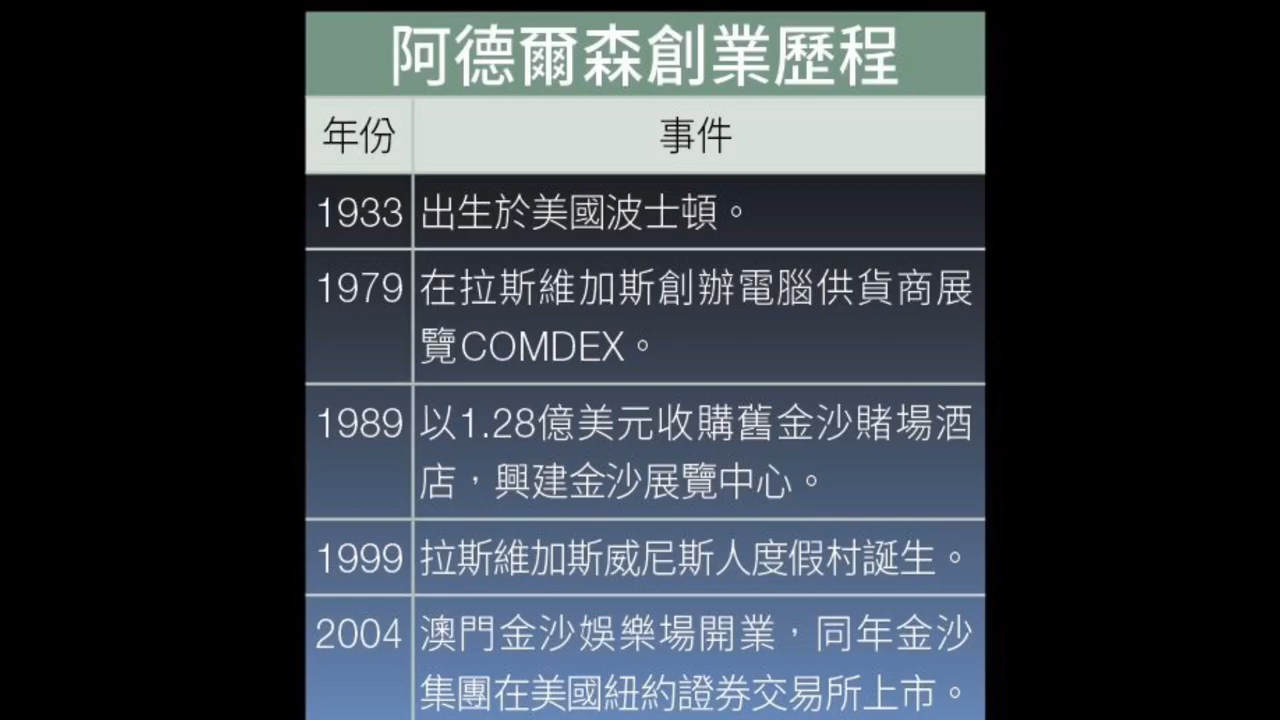 阿德爾森創業歷程
年份 事件
1933 出生於美國波士頓。
1979 在拉斯維加斯創辦電腦供貨商展
覽COMDEX。
1989 以1.28億美元收購舊金沙賭場酒
店，興建金沙展覽中心。
1999 拉斯維加斯威尼斯人度假村誕生。
2004 澳門金沙娛樂場開業，同年金沙
集團在美國紐約證券交易所上市。